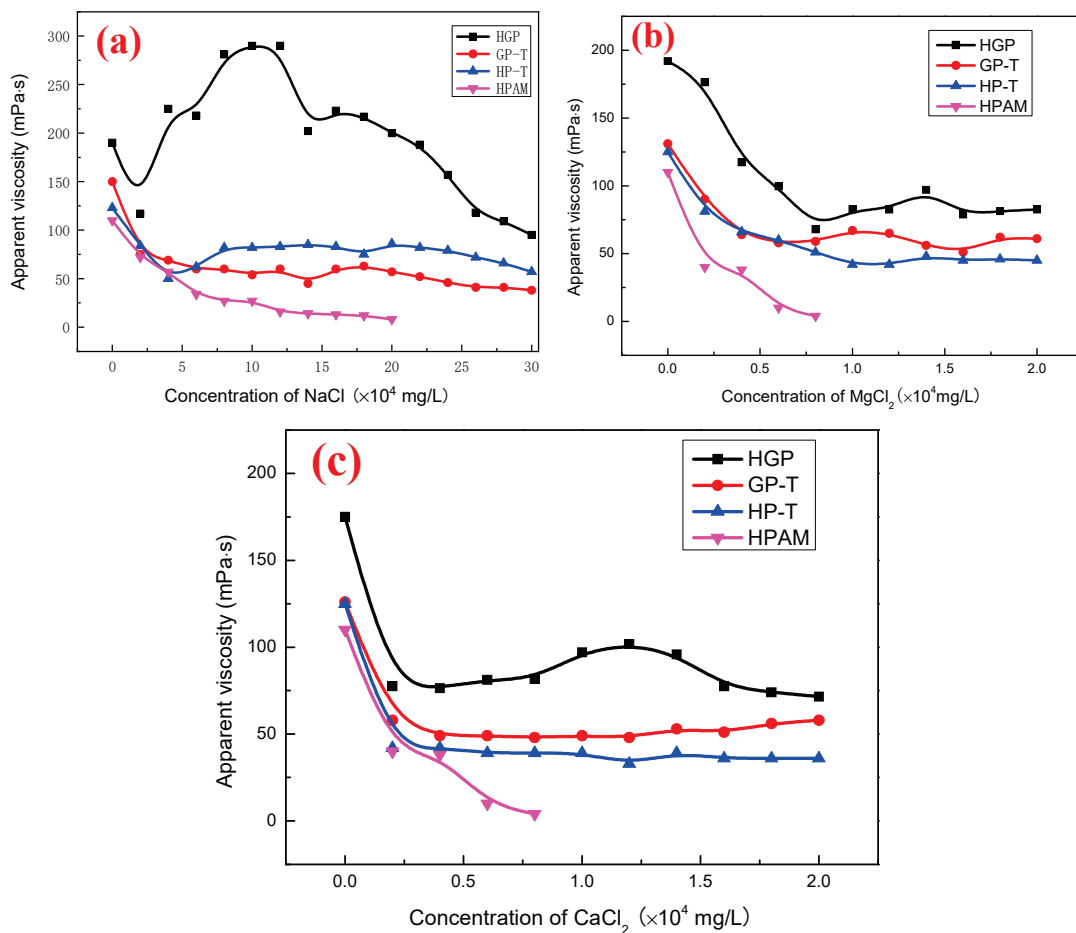 (a)
HGP
GP-T
HP-T
HPAM
Apparent viscosity (mPa·s)
300
250
200
150
100
50
0
0 5 10 15 20 25 30
Concentration of NaCl (×10⁴ mg/L)
(b)
HGP
GP-T
HP-T
HPAM
Apparent viscosity (mPa·s)
200
150
100
50
0
0.0 0.5 1.0 1.5 2.0
Concentration of MgCl₂ (×10⁴mg/L)
(c)
HGP
GP-T
HP-T
HPAM
Apparent viscosity (mPa·s)
200
150
100
50
0
0.0 0.5 1.0 1.5 2.0
Concentration of CaCl₂ (×10⁴ mg/L)